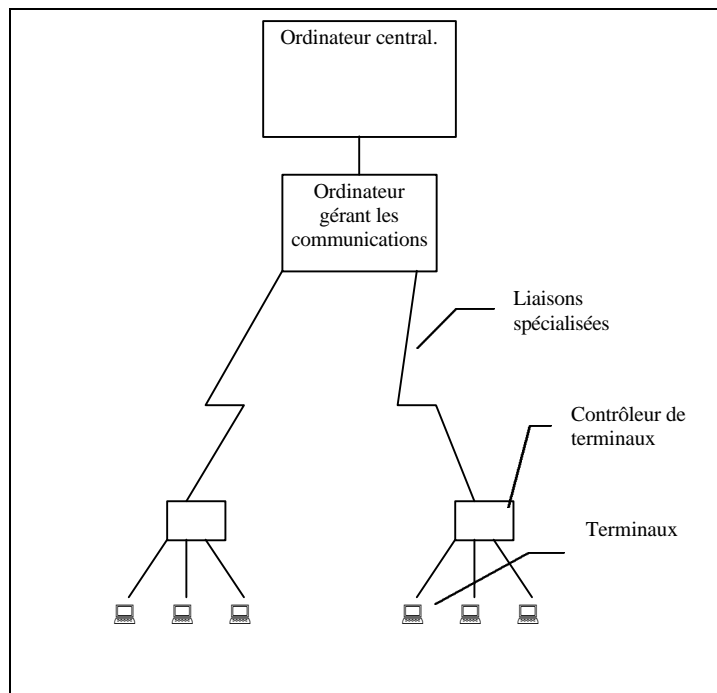 Ordinateur central.
Ordinateur
gérant les
communications
Liaisons
spécialisées
Contrôleur de
terminaux
Terminaux